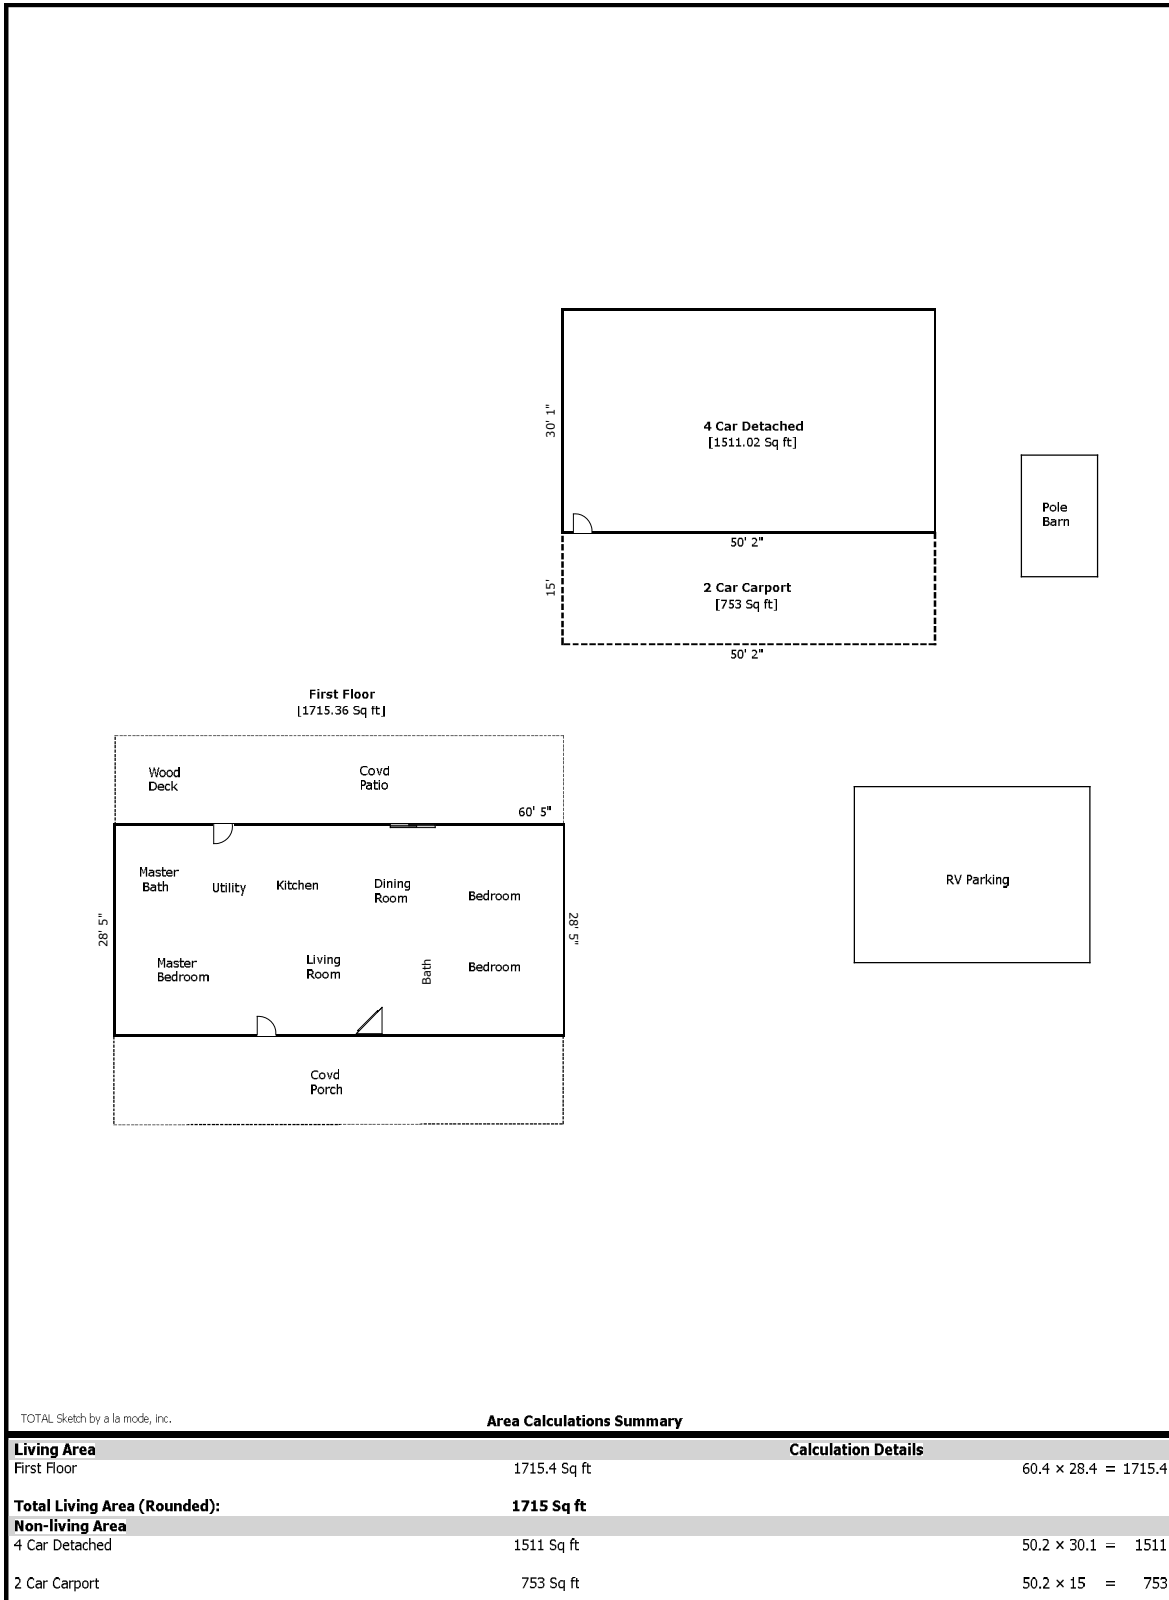 30' 1"
4 Car Detached
[1511.02 Sq ft]
Pole
Barn
50' 2"
15'
2 Car Carport
[753 Sq ft]
50' 2"
First Floor
[1715.36 Sq ft]
Wood
Deck
Covd
Patio
60' 5"
Master
Bath
Utility
Kitchen
Dining
Room
Bedroom
RV Parking
28' 5"
28' 5"
Master
Bedroom
Living
Room
Bath
Bedroom
Covd
Porch
TOTAL Sketch by a la mode, inc.
Area Calculations Summary
Living Area Calculation Details
First Floor 1715.4 Sq ft 60.4 × 28.4 = 1715.4
Total Living Area (Rounded): 1715 Sq ft
Non-living Area
4 Car Detached 1511 Sq ft 50.2 × 30.1 = 1511
2 Car Carport 753 Sq ft 50.2 × 15 = 753